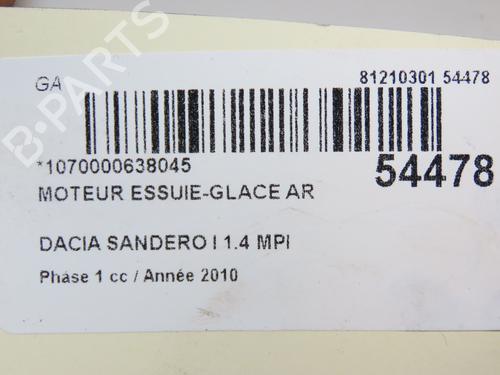 GA
81210301 54478
*1070000638045
54478
MOTEUR ESSUIE-GLACE AR
DACIA SANDERO I 1.4 MPI
Phase 1 cc / Année 2010
B-PARTS